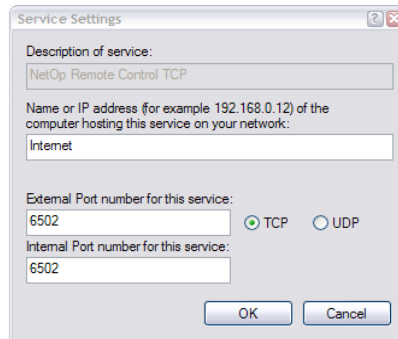 Service Settings
Description of service:
NetOp Remote Control TCP
Name or IP address (for example 192.168.0.12) of the
computer hosting this service on your network:
Internet
External Port number for this service:
6502
TCP
UDP
Internal Port number for this service:
6502
OK
Cancel